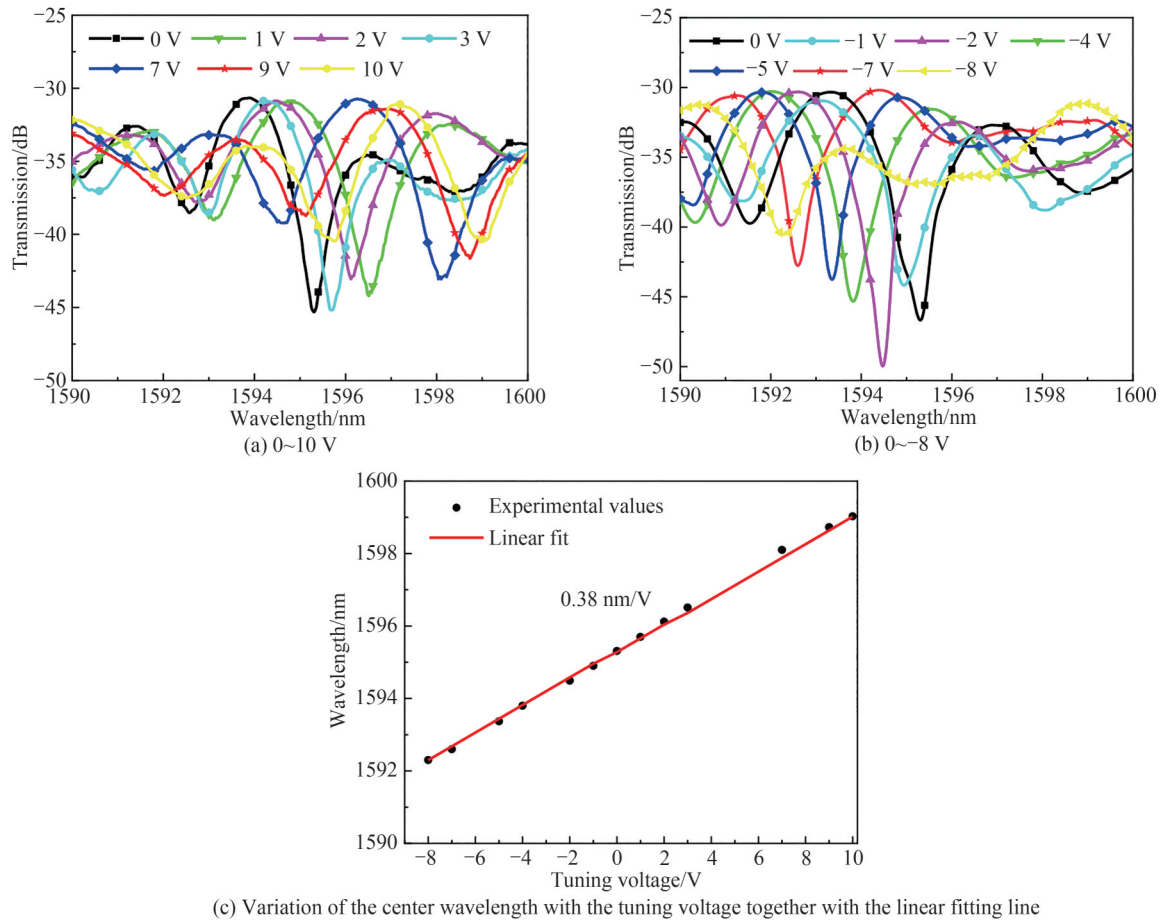 −25
−30
−35
−40
−45
−50
Transmission/dB
0 V 1 V 2 V 3 V
7 V 9 V 10 V
1590 1592 1594 1596 1598 1600
Wavelength/nm
(a) 0~10 V
−25
−30
−35
−40
−45
−50
Transmission/dB
0 V −1 V −2 V −4 V
−5 V −7 V −8 V
1590 1592 1594 1596 1598 1600
Wavelength/nm
(b) 0~−8 V
1600
1598
1596
1594
1592
1590
Wavelength/nm
Experimental values
Linear fit
0.38 nm/V
−8 −6 −4 −2 0 2 4 6 8 10
Tuning voltage/V
(c) Variation of the center wavelength with the tuning voltage together with the linear fitting line